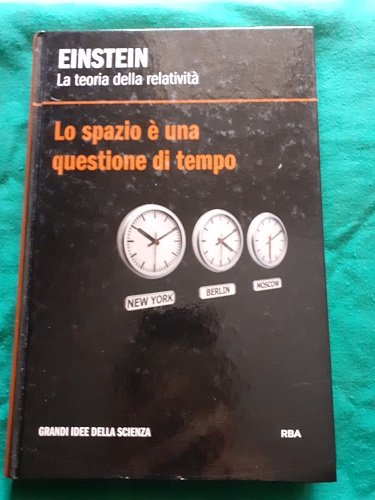 EINSTEIN
La teoria della relatività
Lo spazio è una
questione di tempo
NEW YORK
BERLIN
MOSCOW
GRANDI IDEE DELLA SCIENZA
RBA